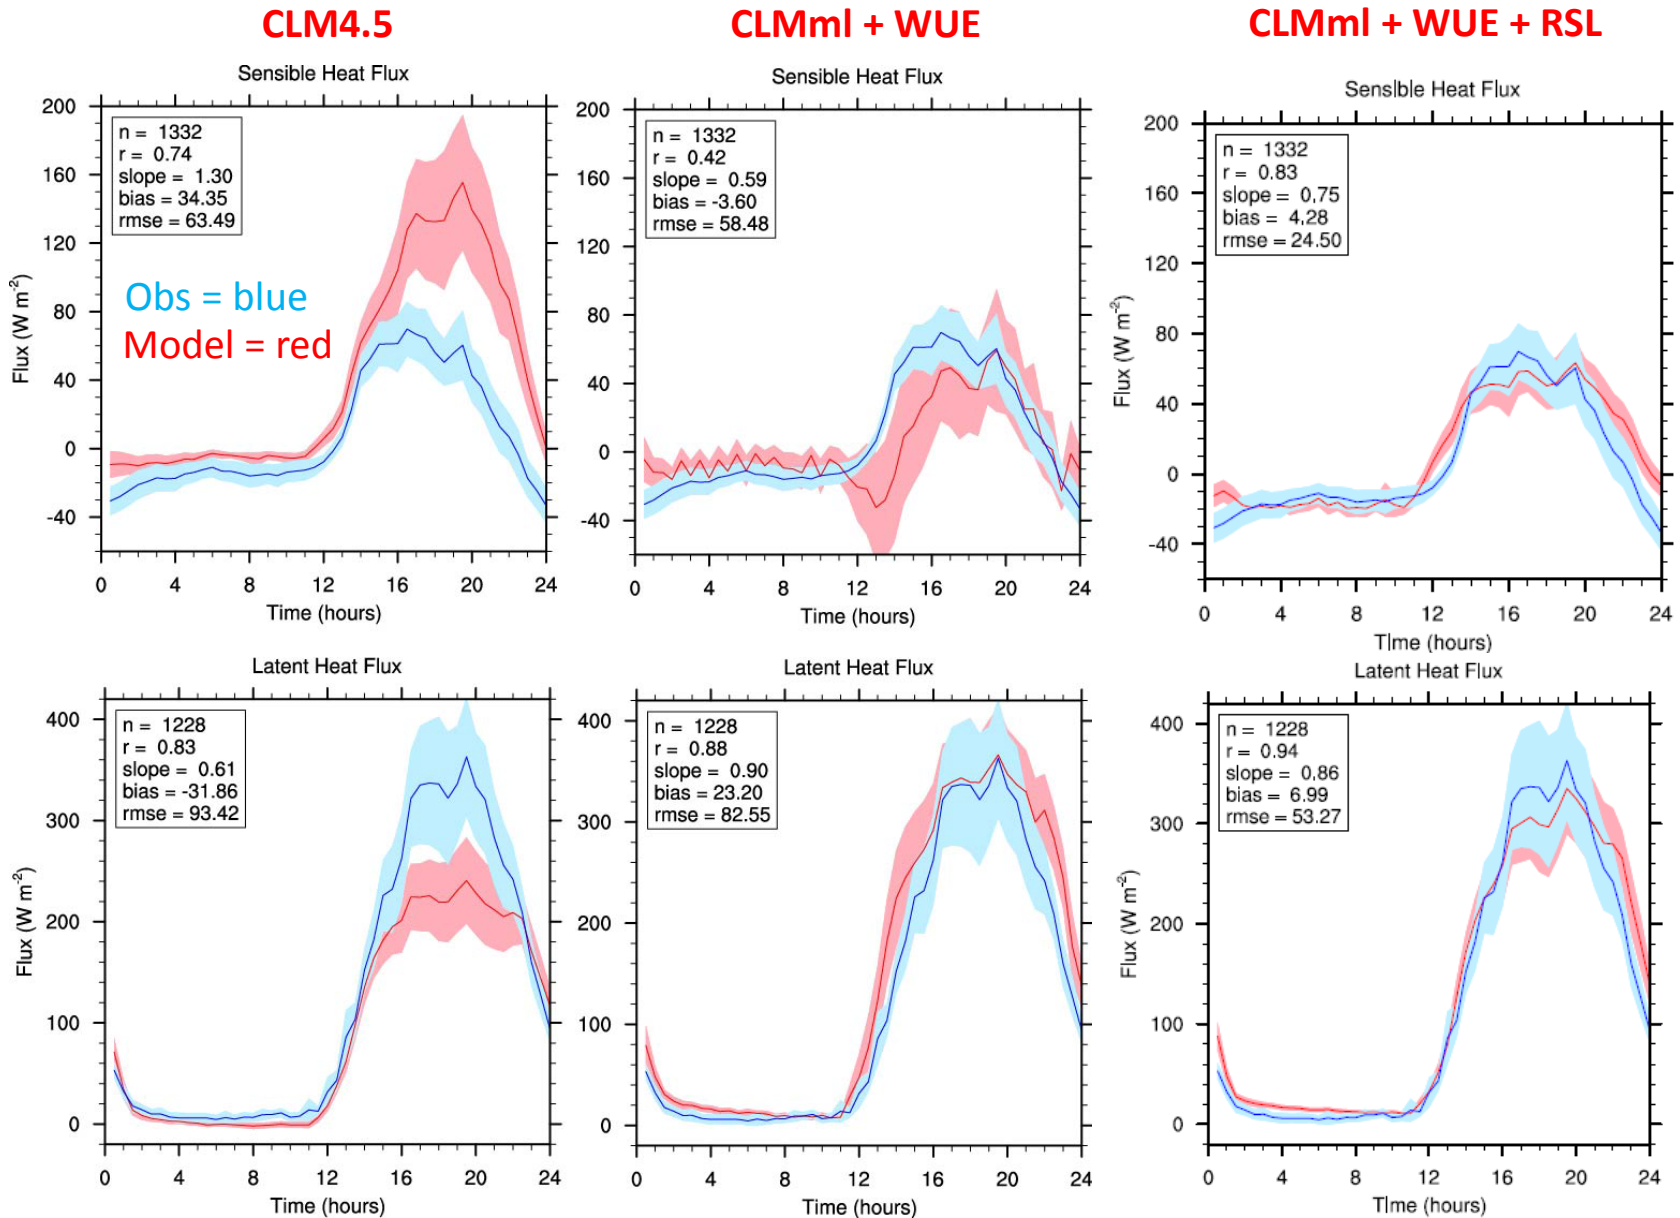 CLM4.5
CLMml + WUE
CLMml + WUE + RSL
Sensible Heat Flux
200
160
120
80
40
0
-40
Flux (W m-2)
n = 1332
r = 0.74
slope = 1.30
bias = 34.35
rmse = 63.49
Obs = blue
Model = red
0 4 8 12 16 20 24
Time (hours)
Sensible Heat Flux
200
160
120
80
40
0
-40
n = 1332
r = 0.42
slope = 0.59
bias = -3.60
rmse = 58.48
0 4 8 12 16 20 24
Time (hours)
Sensible Heat Flux
200
160
120
80
40
0
-40
Flux (W m-2)
n = 1332
r = 0.83
slope = 0.75
bias = 4.28
rmse = 24.50
0 4 8 12 16 20 24
Time (hours)
Latent Heat Flux
400
300
200
100
0
Flux (W m-2)
n = 1228
r = 0.83
slope = 0.61
bias = -31.86
rmse = 93.42
0 4 8 12 16 20 24
Time (hours)
Latent Heat Flux
400
300
200
100
0
n = 1228
r = 0.88
slope = 0.90
bias = 23.20
rmse = 82.55
0 4 8 12 16 20 24
Time (hours)
Latent Heat Flux
400
300
200
100
0
Flux (W m-2)
n = 1228
r = 0.94
slope = 0.86
bias = 6.99
rmse = 53.27
0 4 8 12 16 20 24
Time (hours)